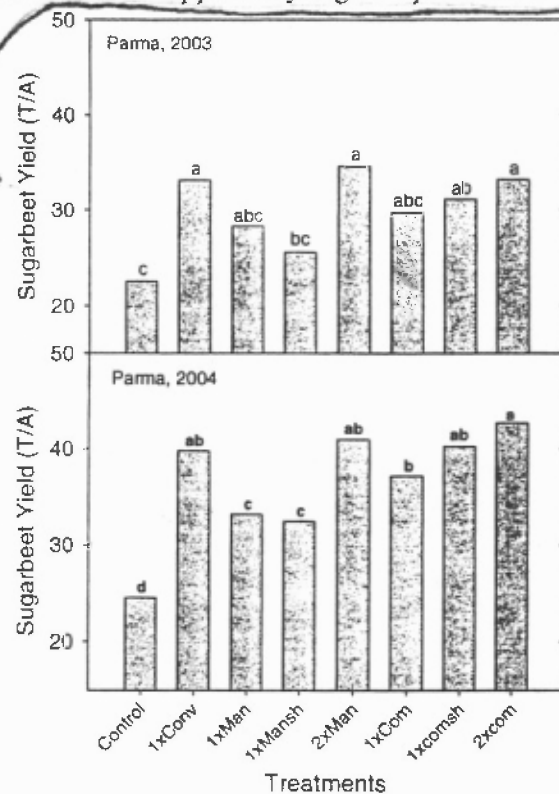 50
Parma, 2003
40
30
20
Sugarbeet Yield (T/A)
c
a
abc
bc
a
abc
ab
a
50
Parma, 2004
40
30
20
Sugarbeet Yield (T/A)
d
ab
c
c
ab
b
ab
a
Control
1xConv
1xMan
1xMansh
2xMan
1xCom
1xcomsh
2xcom
Treatments